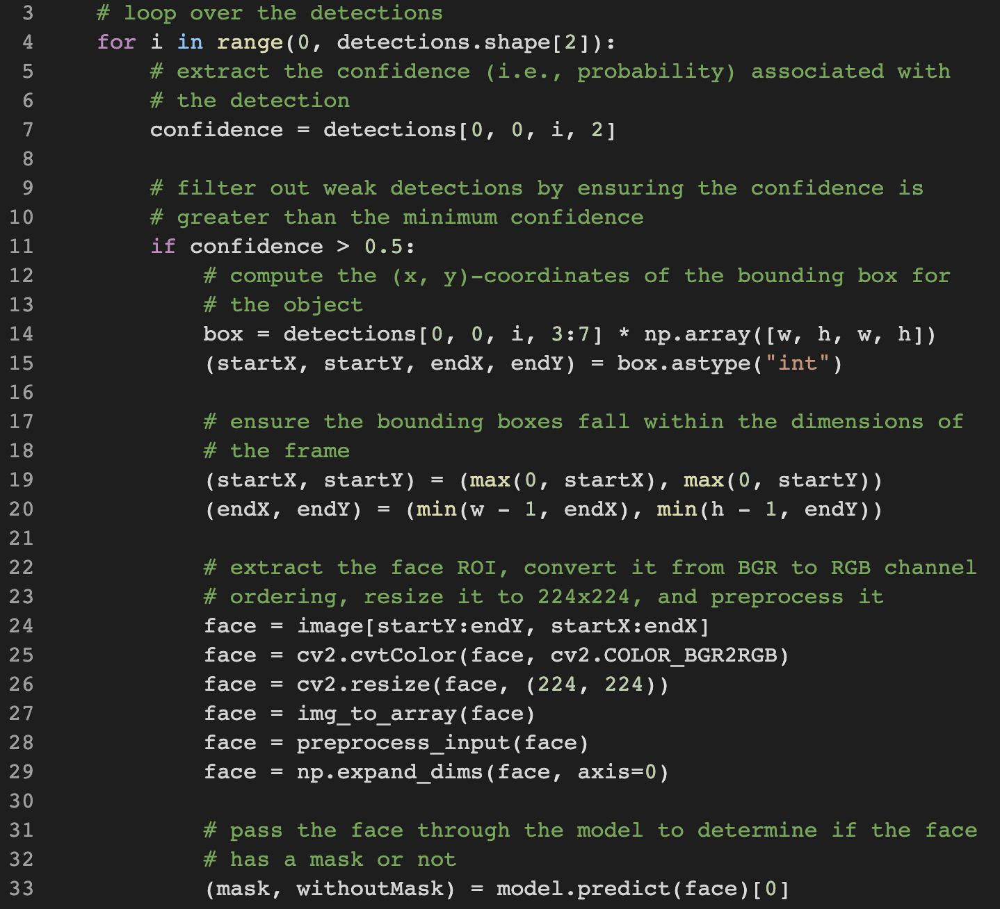 3 # loop over the detections
4 for i in range(0, detections.shape[2]):
5 # extract the confidence (i.e., probability) associated with
6 # the detection
7 confidence = detections[0, 0, i, 2]
8
9 # filter out weak detections by ensuring the confidence is
10 # greater than the minimum confidence
11 if confidence > 0.5:
12 # compute the (x, y)-coordinates of the bounding box for
13 # the object
14 box = detections[0, 0, i, 3:7] * np.array([w, h, w, h])
15 (startX, startY, endX, endY) = box.astype("int")
16
17 # ensure the bounding boxes fall within the dimensions of
18 # the frame
19 (startX, startY) = (max(0, startX), max(0, startY))
20 (endX, endY) = (min(w - 1, endX), min(h - 1, endY))
21
22 # extract the face ROI, convert it from BGR to RGB channel
23 # ordering, resize it to 224x224, and preprocess it
24 face = image[startY:endY, startX:endX]
25 face = cv2.cvtColor(face, cv2.COLOR_BGR2RGB)
26 face = cv2.resize(face, (224, 224))
27 face = img_to_array(face)
28 face = preprocess_input(face)
29 face = np.expand_dims(face, axis=0)
30
31 # pass the face through the model to determine if the face
32 # has a mask or not
33 (mask, withoutMask) = model.predict(face)[0]